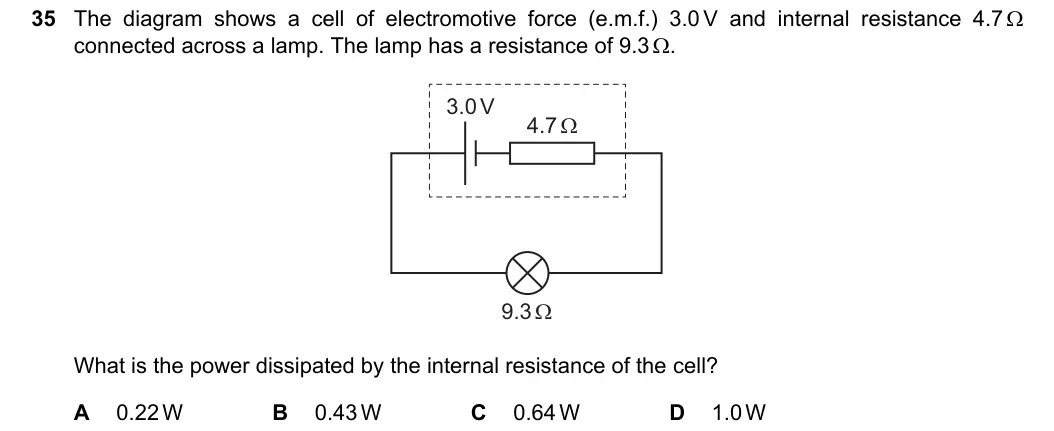 35 The diagram shows a cell of electromotive force (e.m.f.) 3.0 V and internal resistance 4.7 Ω
connected across a lamp. The lamp has a resistance of 9.3 Ω.
3.0 V
4.7 Ω
9.3 Ω
What is the power dissipated by the internal resistance of the cell?
A 0.22 W B 0.43 W C 0.64 W D 1.0 W